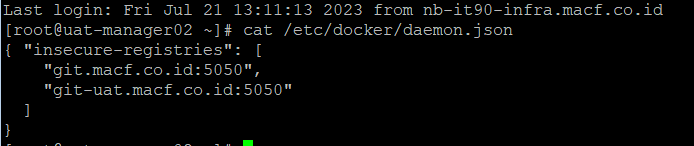 Last login: Fri Jul 21 13:11:13 2023 from nb-it90-infra.macf.co.id
[root@uat-manager02 ~]# cat /etc/docker/daemon.json
{ "insecure-registries": [
    "git.macf.co.id:5050",
    "git-uat.macf.co.id:5050"
  ]
}